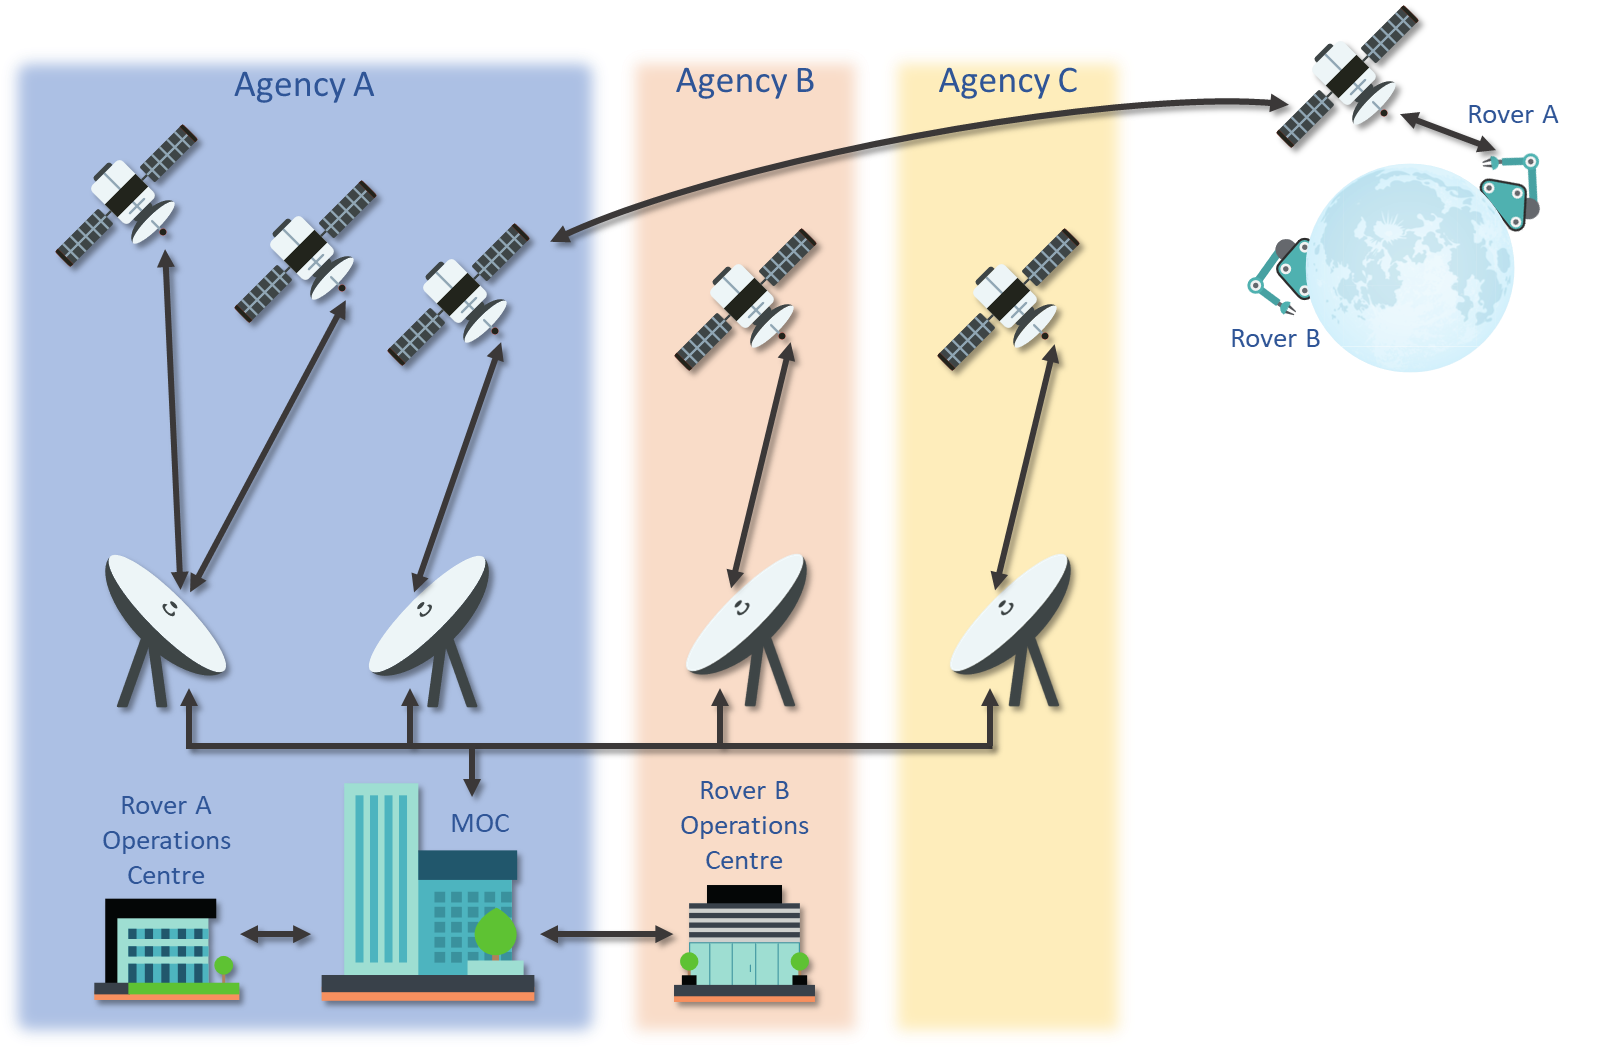 Agency A
Agency B
Agency C
Rover A
Rover B
MOC
Rover A
Operations
Centre
Rover B
Operations
Centre